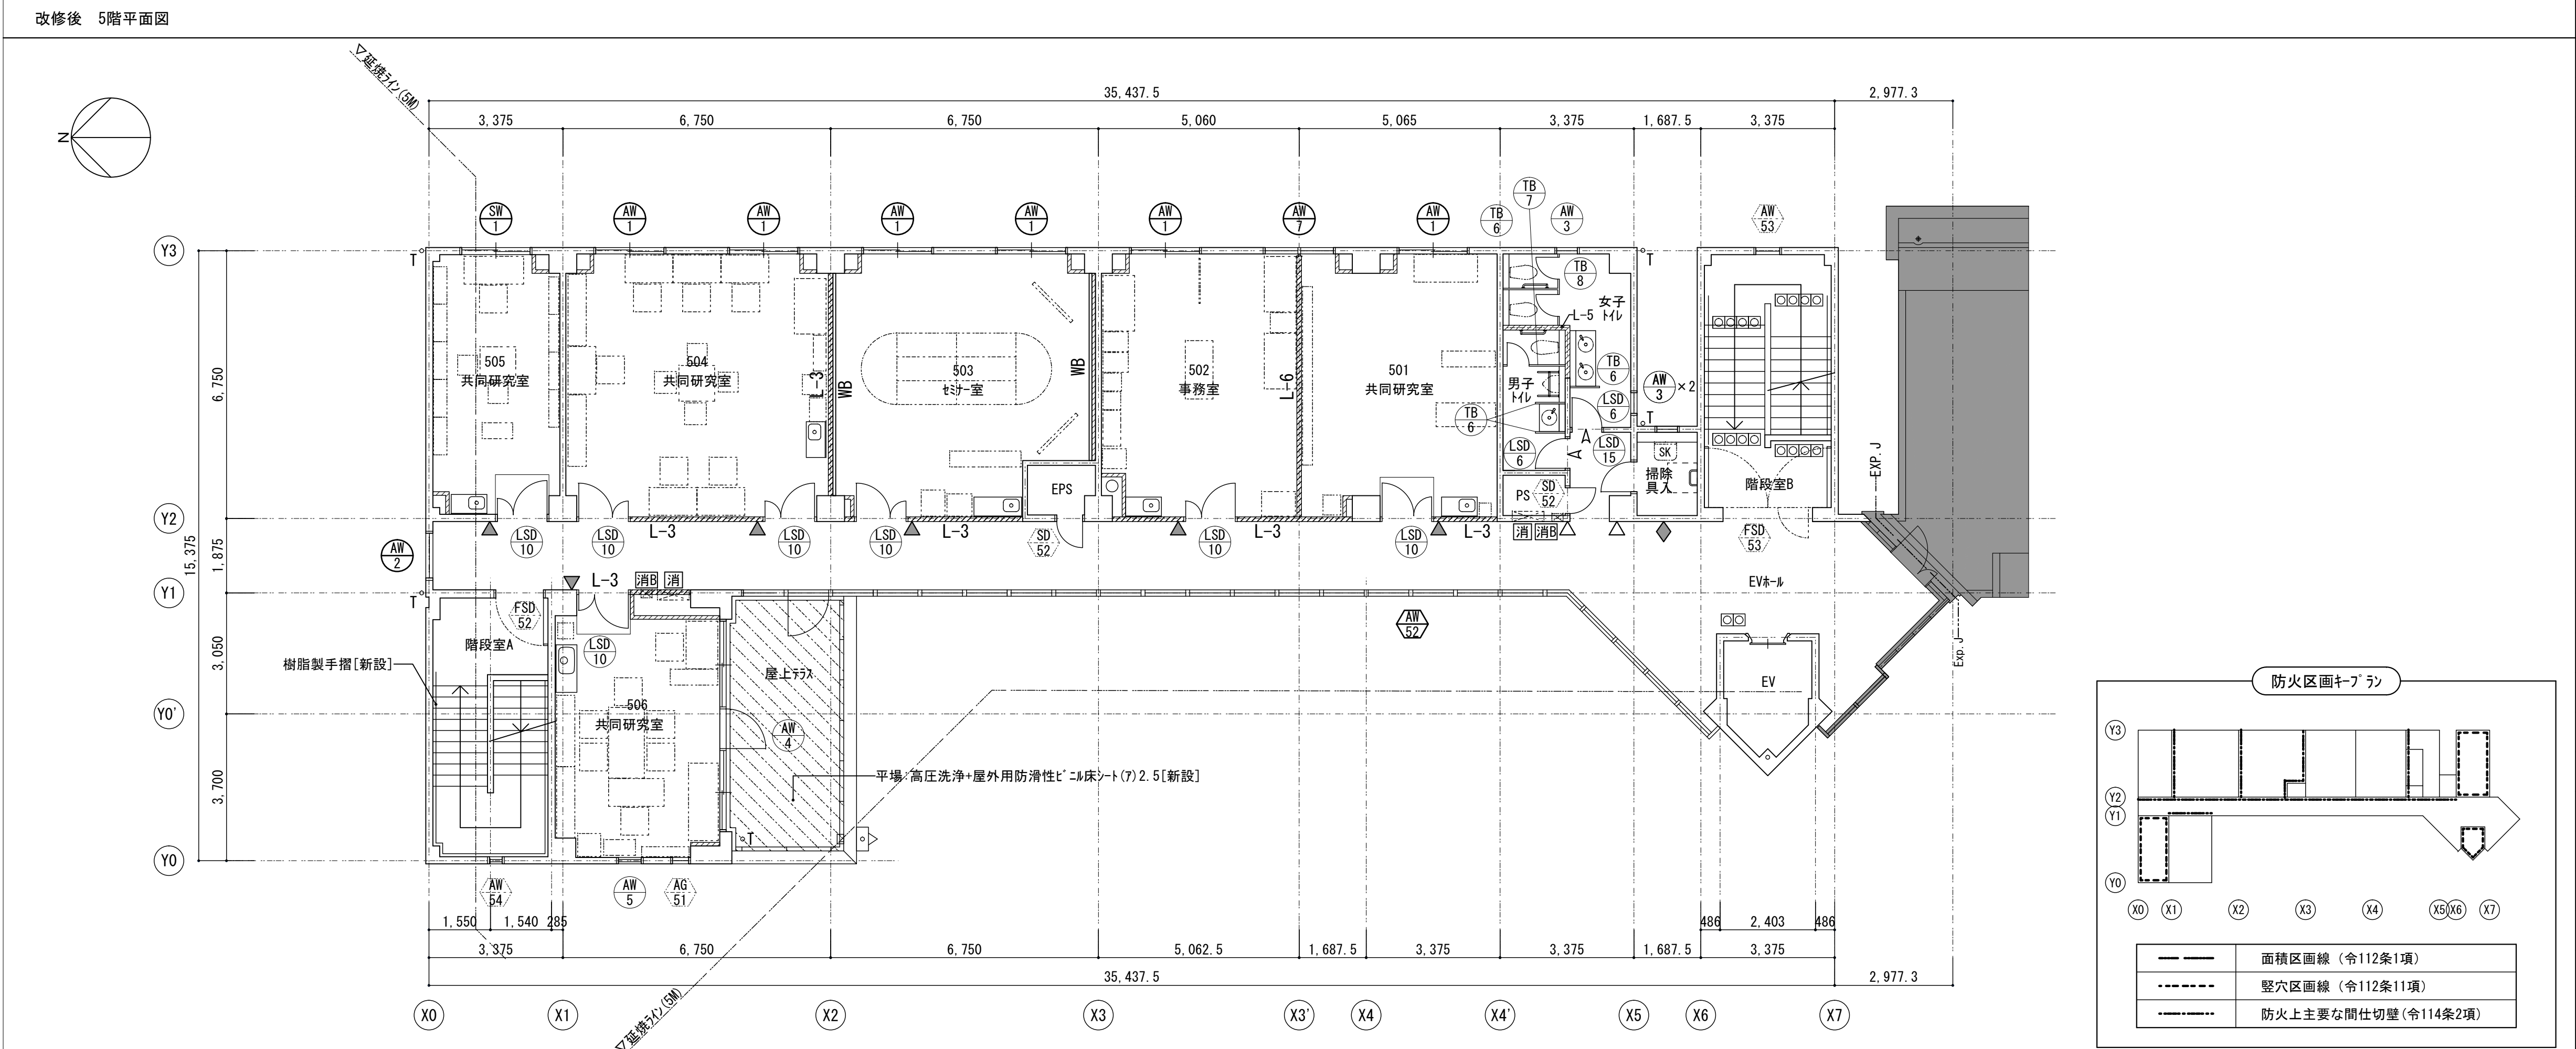 改修後　5階平面図
▽延焼ﾗｲﾝ(5M)
N
35,437.5
2,977.3
3,375
6,750
6,750
5,060
5,065
3,375
1,687.5
3,375
TB
7
SW
1
AW
1
AW
1
AW
1
AW
1
AW
1
AW
7
AW
1
TB
6
AW
3
AW
53
Y3
T
T
TB
8
女子
ﾄｲﾚ
L-5
6,750
505
共同研究室
504
共同研究室
L-3
WB
503
ｾﾐﾅｰ室
WB
502
事務室
L-6
501
共同研究室
男子
ﾄｲﾚ
TB
6
TB
6
LSD
6
AW
3
×2
T
A
A
LSD
6
LSD
15
SK
掃除
具入
階段室B
EXP.J
EPS
PS
SD
52
Y2
L-3
L-3
L-3
L-3
消
消B
LSD
10
LSD
10
LSD
10
LSD
10
SD
52
LSD
10
LSD
10
FSD
53
AW
2
15,375
1,875
L-3
消B
消
EVﾎｰﾙ
Y1
T
FSD
52
AW
52
階段室A
LSD
10
3,050
樹脂製手摺[新設]
屋上ﾃﾗｽ
EV
Exp.J
Y0'
506
共同研究室
AW
4
平場:高圧洗浄+屋外用防滑性ﾋﾞﾆﾙ床ｼｰﾄ(ｱ)2.5[新設]
3,700
T
Y0
AW
54
AW
5
AG
51
1,550
1,540
285
486
2,403
486
3,375
6,750
6,750
5,062.5
1,687.5
3,375
3,375
1,687.5
3,375
35,437.5
2,977.3
▽延焼ﾗｲﾝ(5M)
X0
X1
X2
X3
X3'
X4
X4'
X5
X6
X7
防火区画ｷｰﾌﾟﾗﾝ
Y3
Y2
Y1
Y0
X0
X1
X2
X3
X4
X5
X6
X7
面積区画線（令112条1項）
竪穴区画線（令112条11項）
防火上主要な間仕切壁(令114条2項)